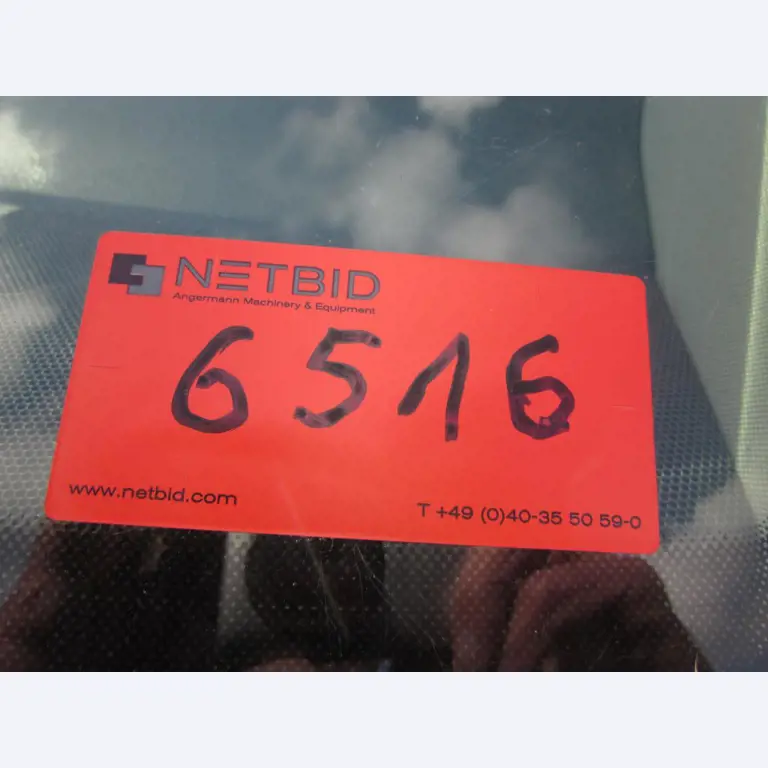 NETBID
Angermann Machinery & Equipment
6516
www.netbid.com
T +49 (0)40-35 50 59-0